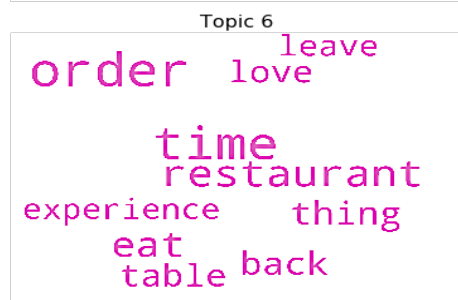 Topic 6
leave
order love
time
restaurant
experience thing
eat
table back